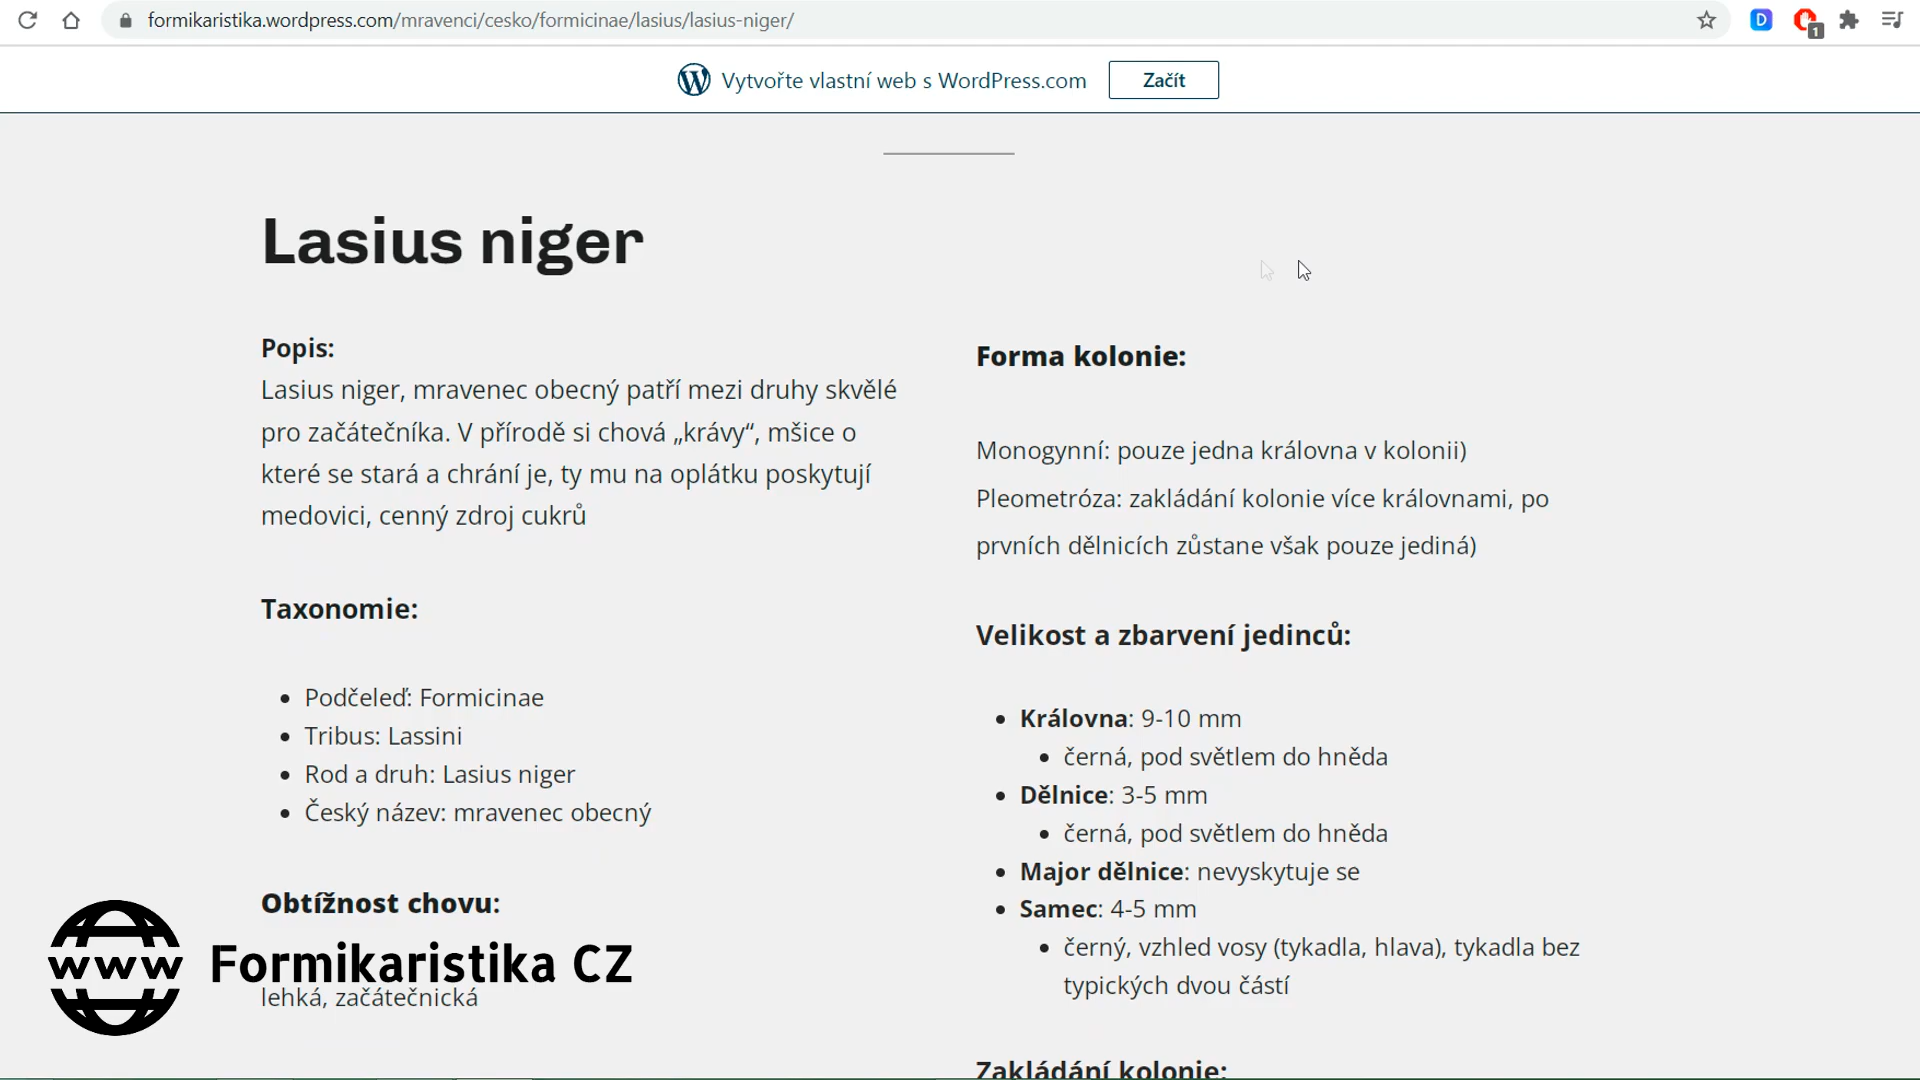 formikaristika.wordpress.com/mravenci/cesko/formicinae/lasius/lasius-niger/
D
1
Vytvořte vlastní web s WordPress.com
Začít
Lasius niger
Popis:
Lasius niger, mravenec obecný patří mezi druhy skvělé
pro začátečníka. V přírodě si chová „krávy“, mšice o
které se stará a chrání je, ty mu na oplátku poskytují
medovici, cenný zdroj cukrů
Taxonomie:
Podčeleď: Formicinae
Tribus: Lassini
Rod a druh: Lasius niger
Český název: mravenec obecný
Obtížnost chovu:
lehká, začátečnická
www Formikaristika CZ
Forma kolonie:
Monogynní: pouze jedna královna v kolonii)
Pleometróza: zakládání kolonie více královnami, po
prvních dělnicích zůstane však pouze jediná)
Velikost a zbarvení jedinců:
Královna: 9-10 mm
černá, pod světlem do hněda
Dělnice: 3-5 mm
černá, pod světlem do hněda
Major dělnice: nevyskytuje se
Samec: 4-5 mm
černý, vzhled vosy (tykadla, hlava), tykadla bez
typických dvou částí
Zakládání kolonie: